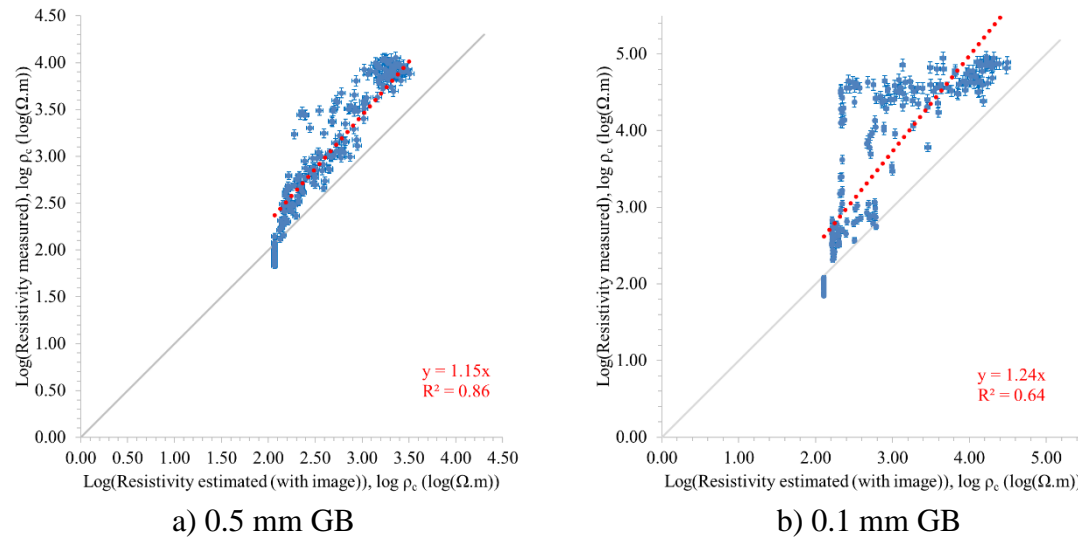 4.50
4.00
3.50
3.00
2.50
2.00
1.50
1.00
0.50
0.00
Log(Resistivity measured), log ρc (log(Ω.m))
0.00 0.50 1.00 1.50 2.00 2.50 3.00 3.50 4.00 4.50
Log(Resistivity estimated (with image)), log ρc (log(Ω.m))
y = 1.15x
R² = 0.86
a) 0.5 mm GB
5.00
4.00
3.00
2.00
1.00
0.00
Log(Resistivity measured), log ρc (log(Ω.m))
0.00 1.00 2.00 3.00 4.00 5.00
Log(Resistivity estimated (with image)), log ρc (log(Ω.m))
y = 1.24x
R² = 0.64
b) 0.1 mm GB